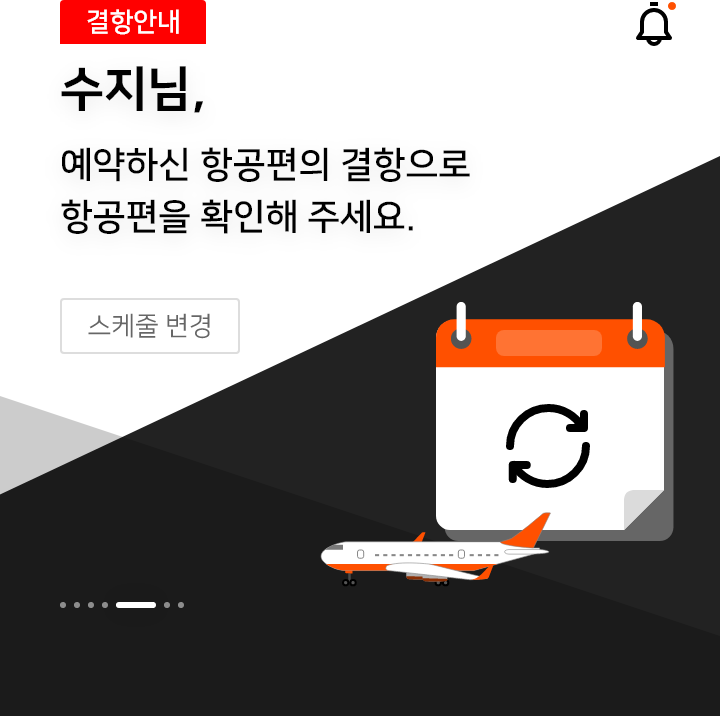 결항안내
수지님,
예약하신 항공편의 결항으로
항공편을 확인해 주세요.
스케줄 변경